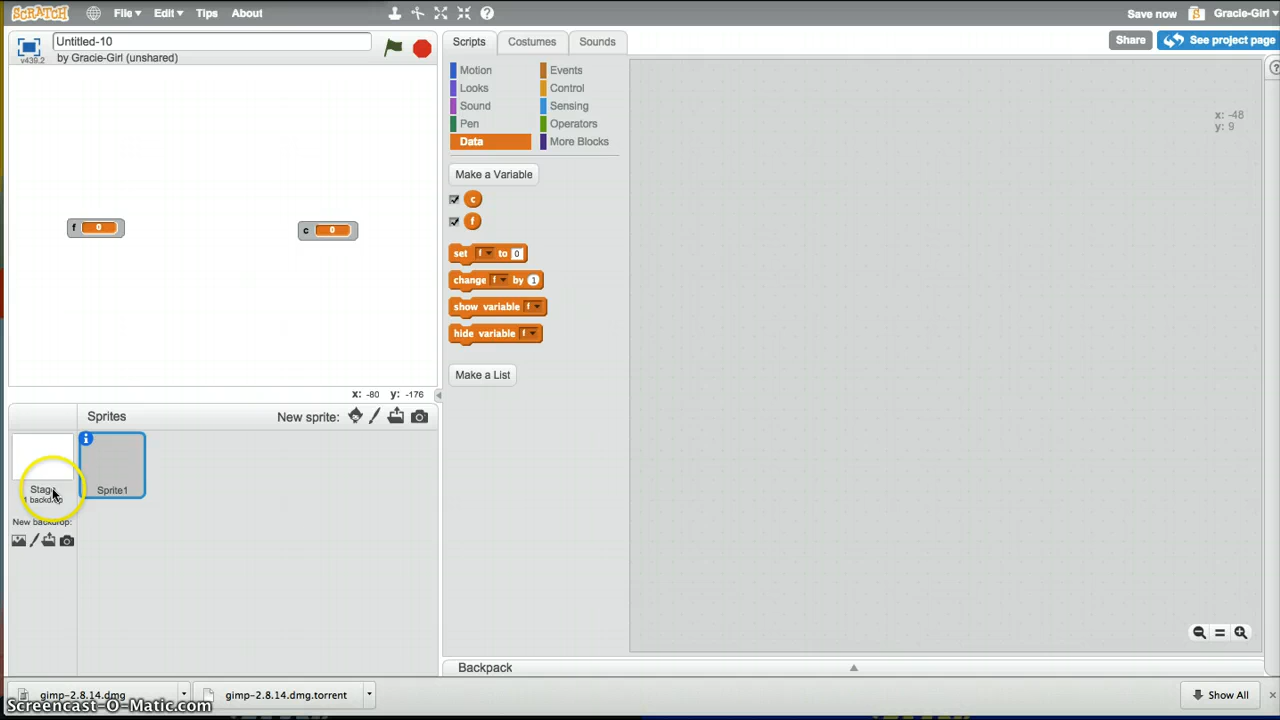 SCRATCH File Edit Tips About Save now Gracie-Girl
v439.2 Untitled-10
by Gracie-Girl (unshared)
Scripts Costumes Sounds
Share See project page
Motion Events
Looks Control
Sound Sensing
Pen Operators
Data More Blocks
x: -48
y: 9
Make a Variable
c
f
f 0
c 0
set f to 0
change f by 1
show variable f
hide variable f
Make a List
x: -80 y: -176
Sprites New sprite:
Sprite1
1 backdrop
New backdrop:
Backpack
gimp-2.8.14.dmg gimp-2.8.14.dmg.torrent Show All
Screencast-O-Matic.com